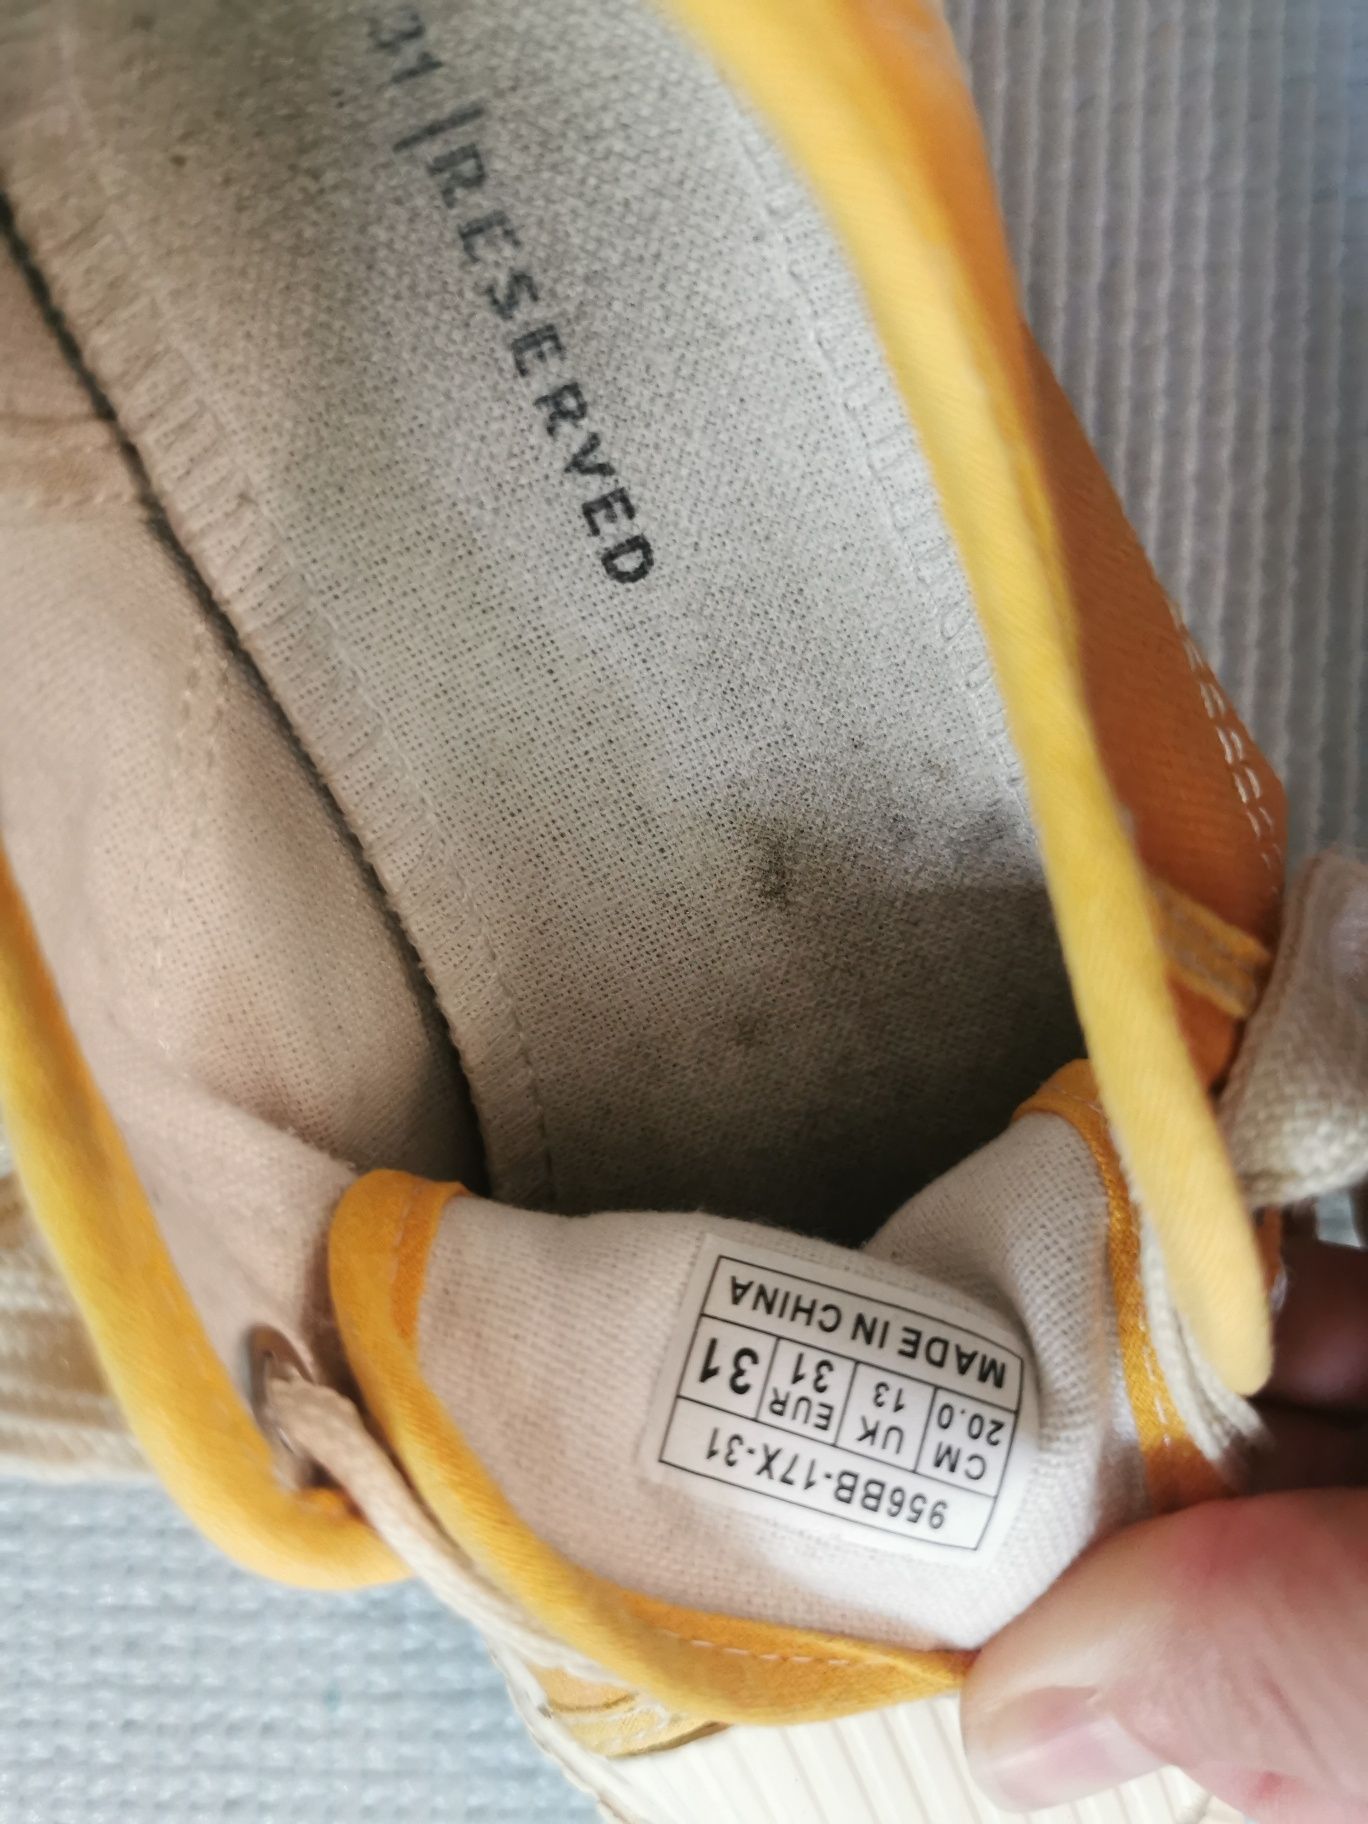 31 | RESERVED
956BB-17X-31
CM UK EUR 31
20.0 13 31
MADE IN CHINA